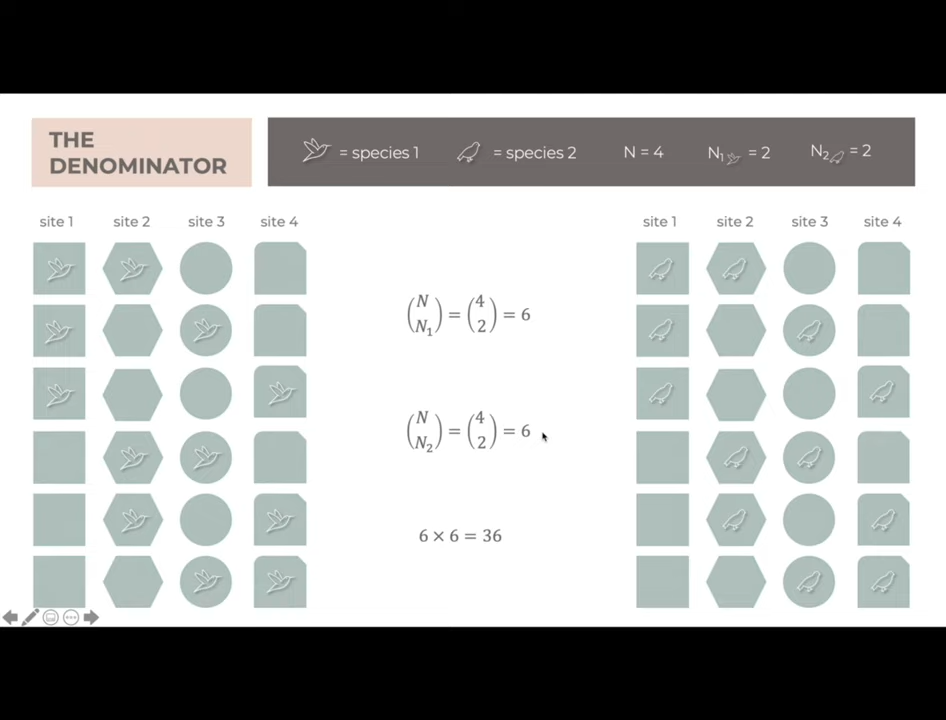 THE
DENOMINATOR
= species 1
= species 2
N = 4
N1 = 2
N2 = 2
site 1 site 2 site 3 site 4
site 1 site 2 site 3 site 4
(N N₁) = (4 2) = 6
(N N₂) = (4 2) = 6
6 × 6 = 36